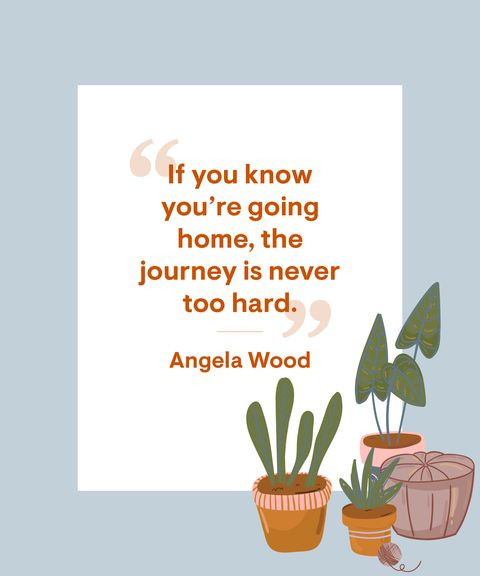 “If you know
you’re going
home, the
journey is never
too hard.”
Angela Wood